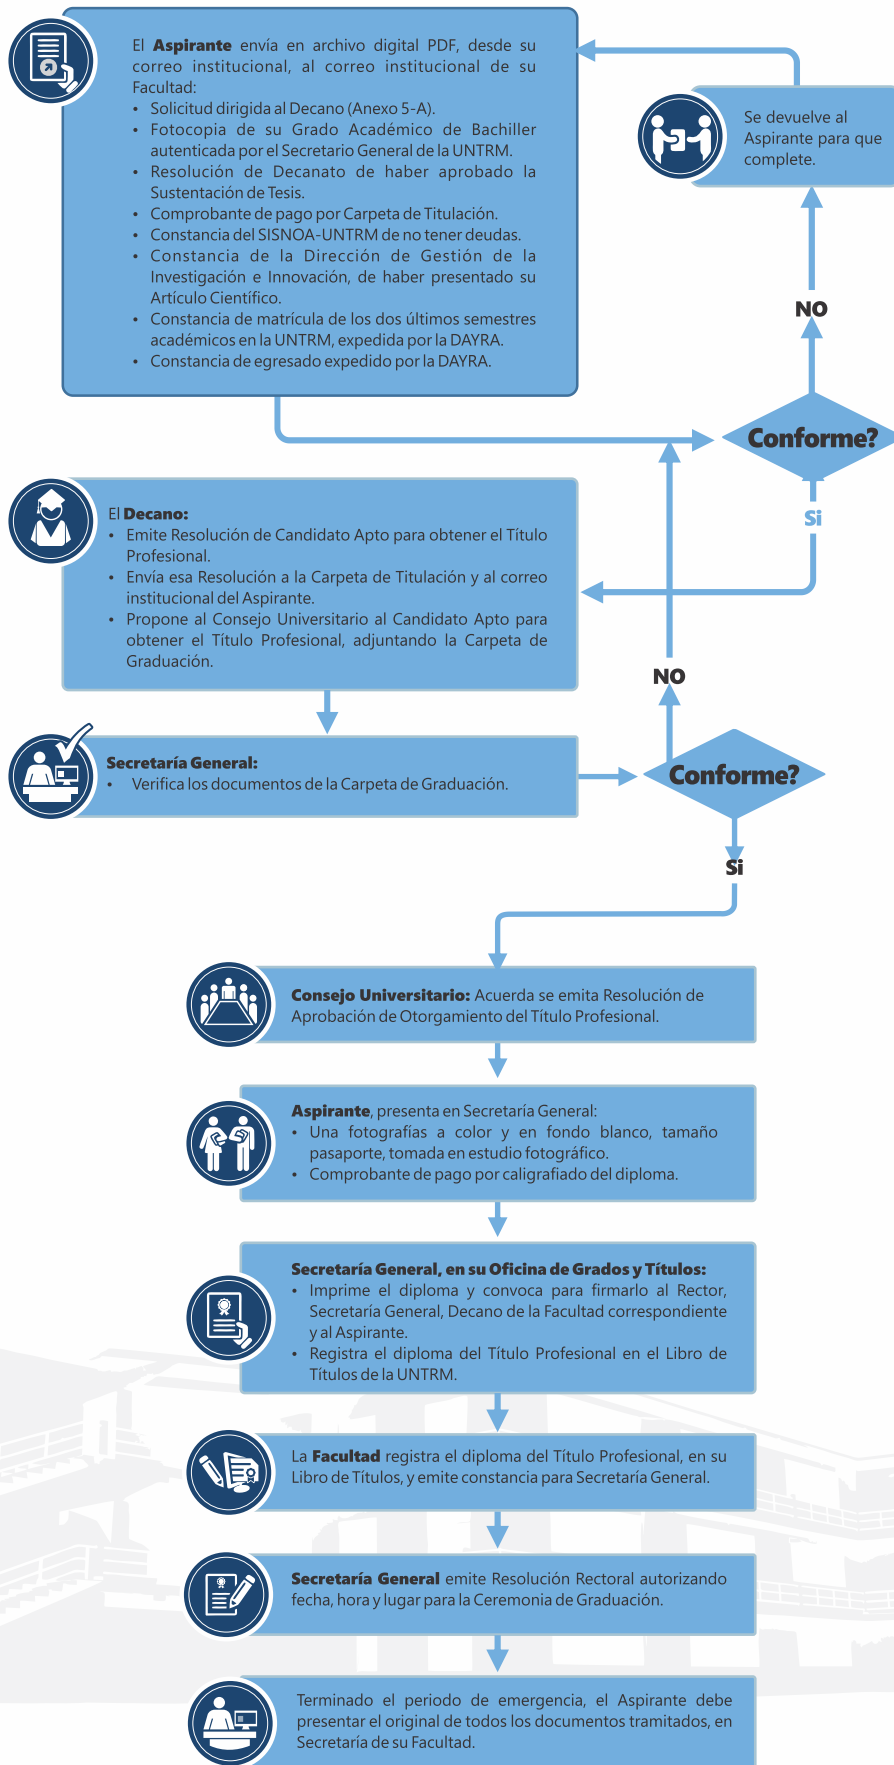 El Aspirante envía en archivo digital PDF, desde su
correo institucional, al correo institucional de su
Facultad:
• Solicitud dirigida al Decano (Anexo 5-A).
• Fotocopia de su Grado Académico de Bachiller
autenticada por el Secretario General de la UNTRM.
• Resolución de Decanato de haber aprobado la
Sustentación de Tesis.
• Comprobante de pago por Carpeta de Titulación.
• Constancia del SISNOA-UNTRM de no tener deudas.
• Constancia de la Dirección de Gestión de la
Investigación e Innovación, de haber presentado su
Artículo Científico.
• Constancia de matrícula de los dos últimos semestres
académicos en la UNTRM, expedida por la DAYRA.
• Constancia de egresado expedido por la DAYRA.
Se devuelve al
Aspirante para que
complete.
NO
Conforme?
Si
El Decano:
• Emite Resolución de Candidato Apto para obtener el Título
Profesional.
• Envía esa Resolución a la Carpeta de Titulación y al correo
institucional del Aspirante.
• Propone al Consejo Universitario al Candidato Apto para
obtener el Título Profesional, adjuntando la Carpeta de
Graduación.
NO
Secretaría General:
• Verifica los documentos de la Carpeta de Graduación.
Conforme?
Si
Consejo Universitario: Acuerda se emita Resolución de
Aprobación de Otorgamiento del Título Profesional.
Aspirante, presenta en Secretaría General:
• Una fotografías a color y en fondo blanco, tamaño
pasaporte, tomada en estudio fotográfico.
• Comprobante de pago por caligrafiado del diploma.
Secretaría General, en su Oficina de Grados y Títulos:
• Imprime el diploma y convoca para firmarlo al Rector,
Secretaría General, Decano de la Facultad correspondiente
y al Aspirante.
• Registra el diploma del Título Profesional en el Libro de
Títulos de la UNTRM.
La Facultad registra el diploma del Título Profesional, en su
Libro de Títulos, y emite constancia para Secretaría General.
Secretaría General emite Resolución Rectoral autorizando
fecha, hora y lugar para la Ceremonia de Graduación.
Terminado el periodo de emergencia, el Aspirante debe
presentar el original de todos los documentos tramitados, en
Secretaría de su Facultad.